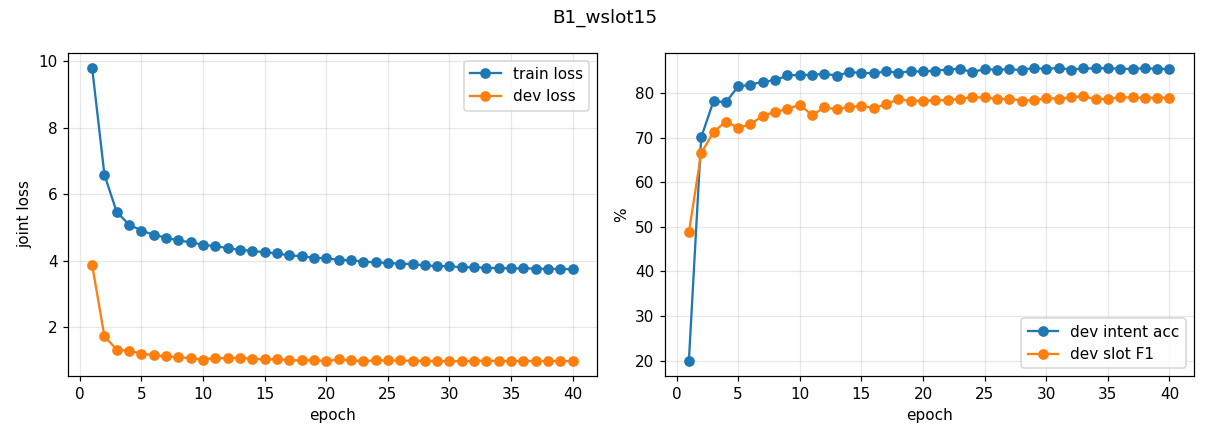 B1_wslot15
joint loss
10
8
6
4
2
train loss
dev loss
0 5 10 15 20 25 30 35 40
epoch
%
80
70
60
50
40
30
20
dev intent acc
dev slot F1
0 5 10 15 20 25 30 35 40
epoch